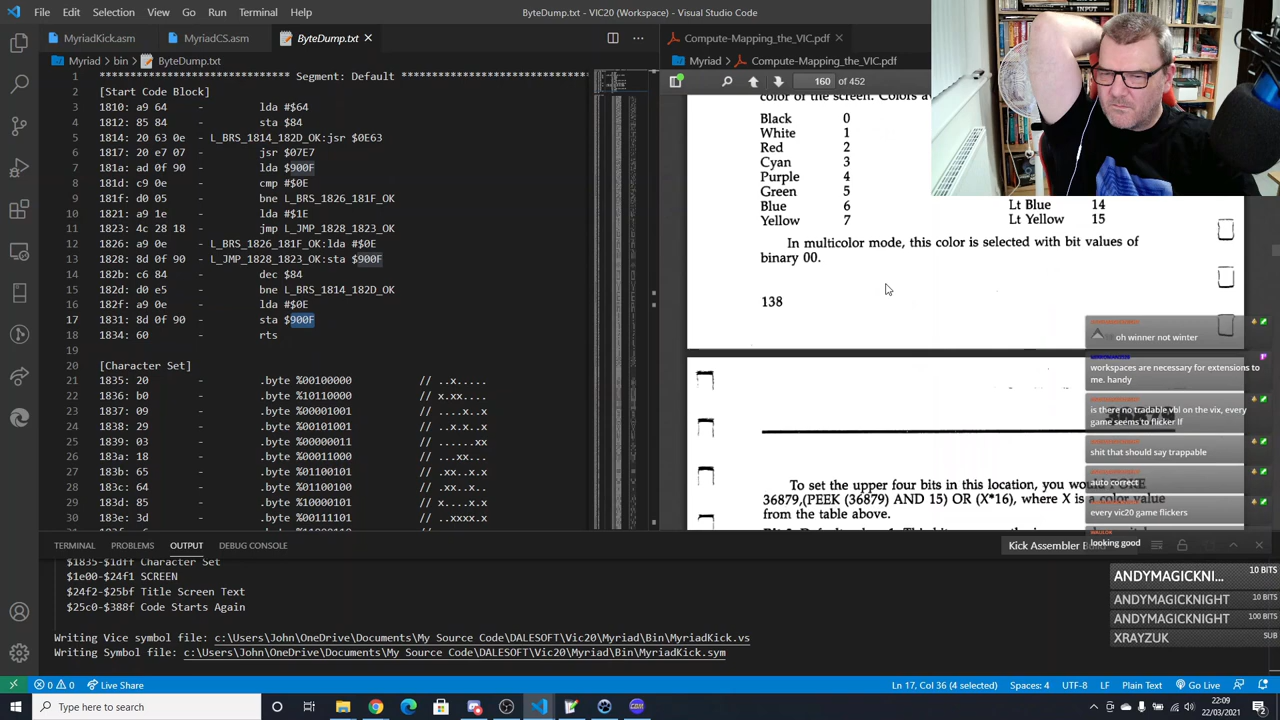 File Edit Selection View Go Run Terminal Help
ByteDump.txt - VC20 (Workspace) - Visual Studio Code
MyriadKick.asm
MyriadCS.asm
ByteDump.txt
Compute-Mapping_the_VIC.pdf
Myriad > bin > ByteDump.txt
Myriad > Compute-Mapping_the_VIC.pdf
160 of 452
1 ******************************* Segment: Default *******************************
2 [Start Code Block]
4 1810: a9 64 - lda #$64
5 1812: 85 84 - sta $84
6 1814: 20 63 0e - L_BRS_1814_182D_OK:jsr $0E63
7 1817: 20 e7 07 - jsr $07E7
8 181a: ad 0f 90 - lda $900F
9 181d: c9 0e - cmp #$0E
10 181f: d0 05 - bne L_BRS_1826_181F_OK
11 1821: a9 1e - lda #$1E
12 1823: 4c 28 18 - jmp L_JMP_1828_1823_OK
13 1826: a9 0e - L_BRS_1826_181F_OK:lda #$0E
14 1828: 8d 0f 90 - L_JMP_1828_1823_OK:sta $900F
182b: c6 84 - dec $84
182d: d0 e5 - bne L_BRS_1814_182D_OK
182f: a9 0e - lda #$0E
17 1831: 8d 0f 90 - sta $900F
18 1834: 60 - rts
19
20 [Character Set]
21 1835: 20 - .byte %00100000 // ..x.....
1836: b0 - .byte %10110000 // x.xx....
1837: 09 - .byte %00001001 // ....x..x
1838: 29 - .byte %00101001 // ..x.x..x
1839: 03 - .byte %00000011 // ......xx
183a: 18 - .byte %00011000 // ...xx...
183b: 65 - .byte %01100101 // .xx..x.x
183c: 64 - .byte %01100100 // .xx..x..
183d: 85 - .byte %10000101 // x....x.x
183e: 3d - .byte %00111101 // ..xxxx.x
color of the screen.
Black 0
White 1
Red 2
Cyan 3
Purple 4
Green 5
Blue 6
Yellow 7
Lt Blue 14
Lt Yellow 15
In multicolor mode, this color is selected with bit values of
binary 00.
138
To set the upper four bits in this location, you would POKE
36879,(PEEK (36879) AND 15) OR (X*16), where X is a color value
from the table above.
oh winner not winter
workspaces are necessary for extensions to
me. handy
is there no tradable vbl on the vix, every
game seems to flicker lf
shit that should say trappable
auto correct
every vic20 game flickers
looking good
TERMINAL PROBLEMS OUTPUT DEBUG CONSOLE
Kick Assembler
$1835-$1dff Character Set
$1e00-$24f1 SCREEN
$24f2-$25bf Title Screen Text
$25c0-$388f Code Starts Again
Writing Vice symbol file: c:\Users\John\OneDrive\Documents\My Source Code\DALESOFT\Vic20\Myriad\Bin\MyriadKick.vs
Writing Symbol file: c:\Users\John\OneDrive\Documents\My Source Code\DALESOFT\Vic20\Myriad\Bin\MyriadKick.sym
ANDYMAGICKNI... 10 BITS
ANDYMAGICKNIGHT 10 BITS
ANDYMAGICKNIGHT 100 BITS
XRAYZUK SUB
0 0 Live Share
Ln 17, Col 36 (4 selected) Spaces: 4 UTF-8 LF Plain Text Go Live
Type here to search
22:09
22/03/2021
2